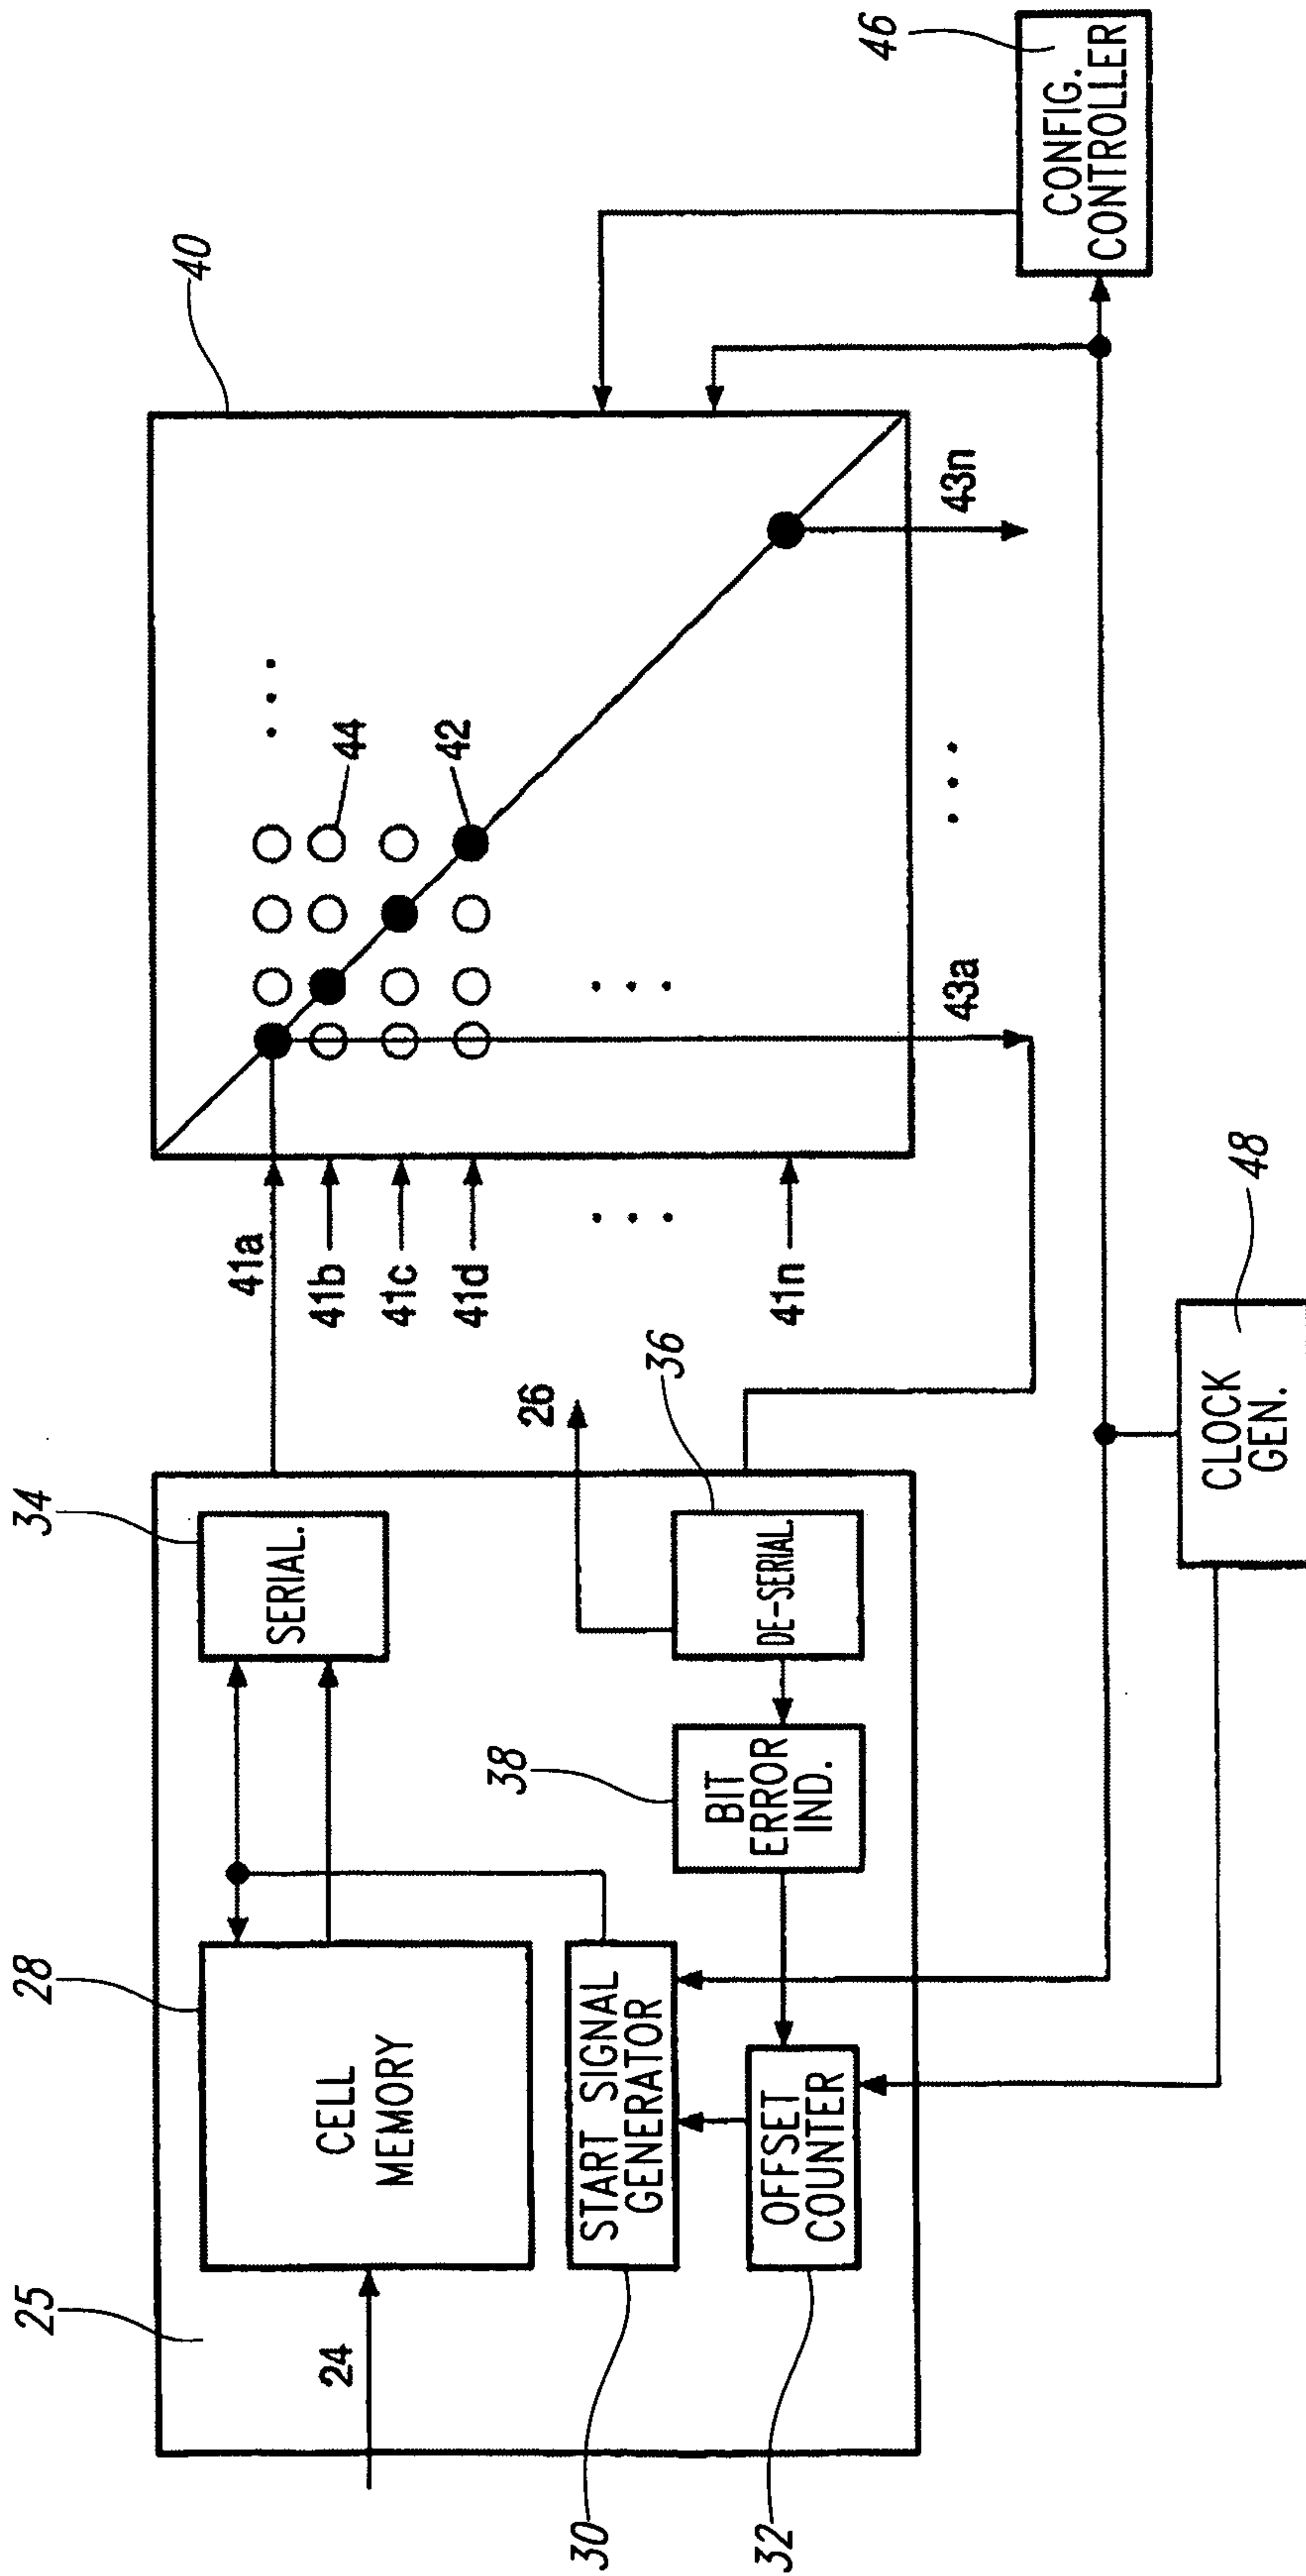 25
28
34
40
24
CELL
MEMORY
SERIAL.
41a
41b
41c
41d
41n
44
42
30
START SIGNAL
GENERATOR
38
26
36
32
OFFSET
COUNTER
BIT
ERROR
IND.
DE-SERIAL.
43a
43n
46
CONFIG.
CONTROLLER
CLOCK
GEN.
48